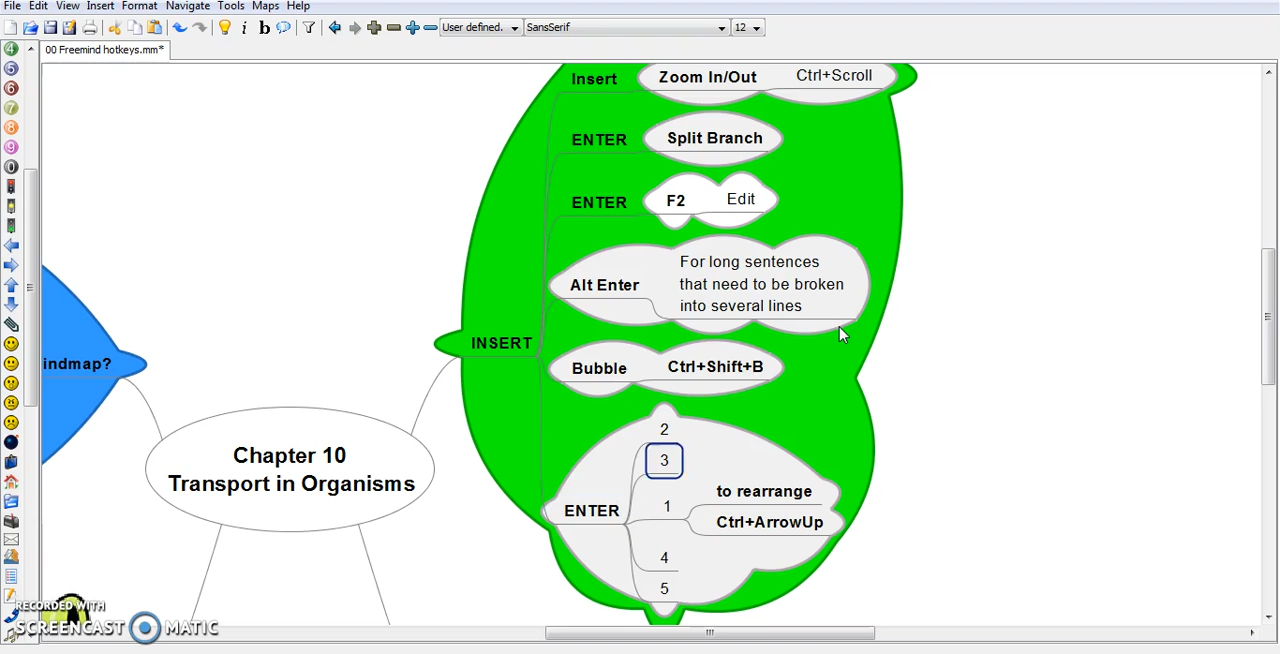 File Edit View Insert Format Navigate Tools Maps Help
User defined. SansSerif 12
00 Freemind hotkeys.mm*
Insert Zoom In/Out Ctrl+Scroll
ENTER Split Branch
ENTER F2 Edit
Alt Enter
For long sentences
that need to be broken
into several lines
INSERT
Bubble Ctrl+Shift+B
indmap?
Chapter 10
Transport in Organisms
ENTER
2
3
1
to rearrange
Ctrl+ArrowUp
4
5
RECORDED WITH
SCREENCAST MATIC